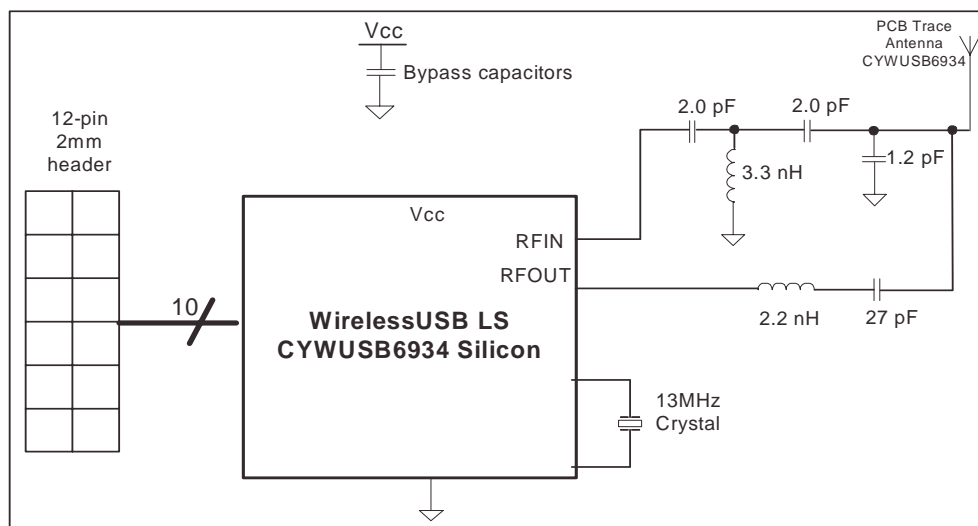 Vcc
Bypass capacitors
PCB Trace
Antenna
CYWUSB6934
12-pin
2mm
header
2.0 pF
2.0 pF
1.2 pF
3.3 nH
Vcc
RFIN
RFOUT
2.2 nH
27 pF
10
WirelessUSB LS
CYWUSB6934 Silicon
13MHz
Crystal